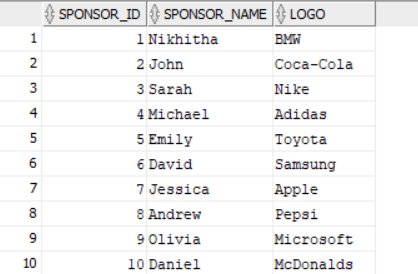 SPONSOR_ID SPONSOR_NAME LOGO
1 1 Nikhitha BMW
2 2 John Coca-Cola
3 3 Sarah Nike
4 4 Michael Adidas
5 5 Emily Toyota
6 6 David Samsung
7 7 Jessica Apple
8 8 Andrew Pepsi
9 9 Olivia Microsoft
10 10 Daniel McDonalds